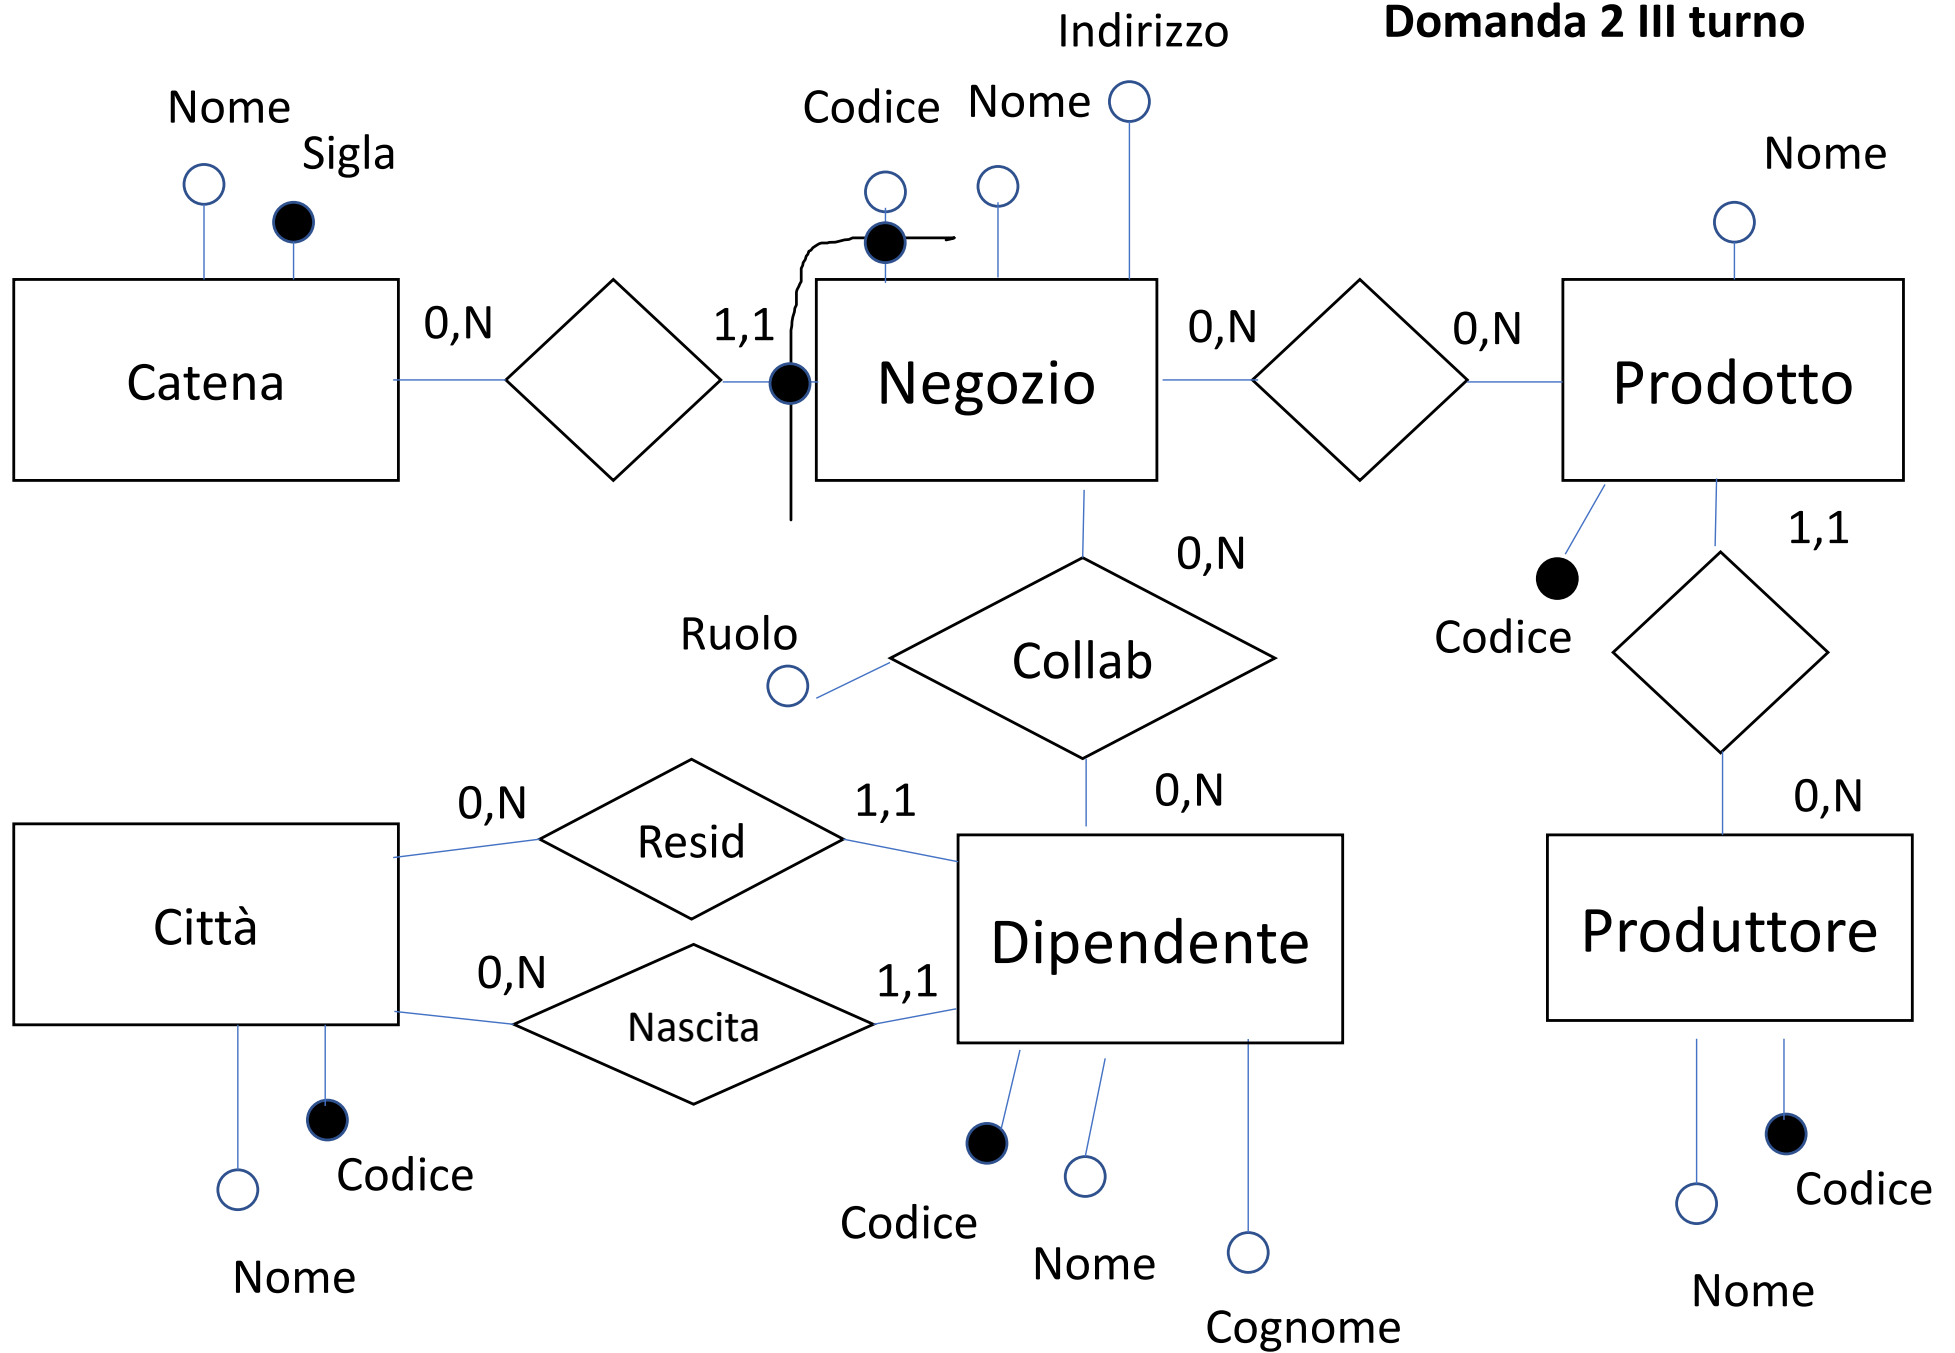 Domanda 2 III turno
Indirizzo
Nome
Codice
Nome
Sigla
Nome
Nome
0,N
1,1
0,N
0,N
Catena
Negozio
Prodotto
1,1
0,N
Ruolo
Codice
Collab
0,N
0,N
1,1
0,N
Resid
Città
Dipendente
Produttore
0,N
1,1
Nascita
Codice
Codice
Codice
Nome
Nome
Nome
Cognome